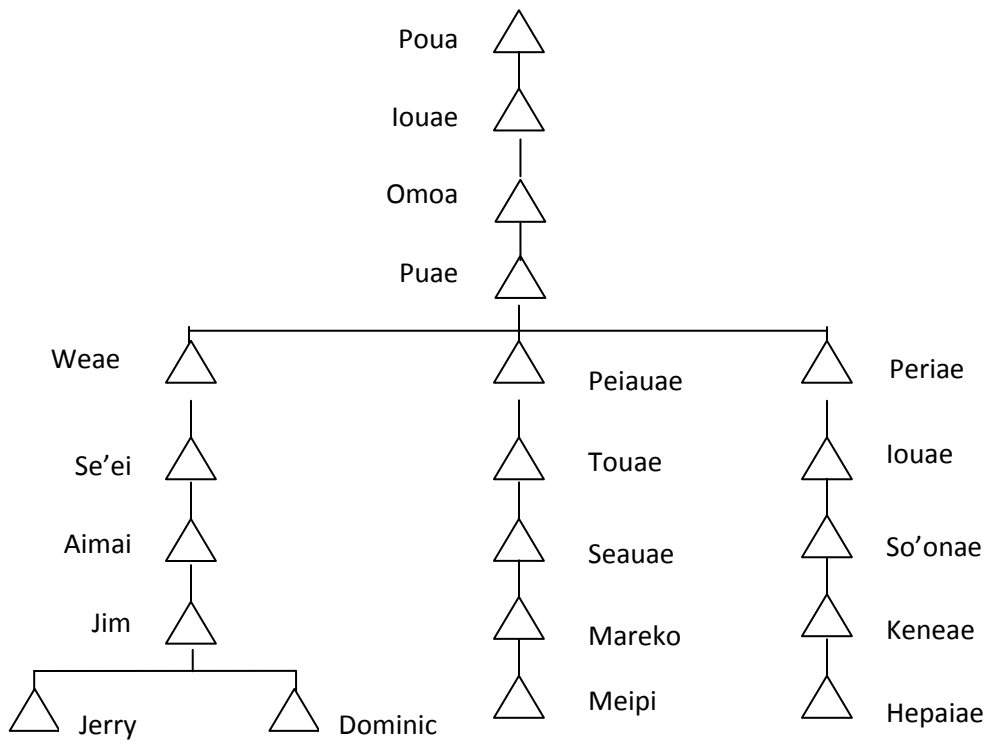 Poua
Iouae
Omoa
Puae
Weae
Peiauae
Periae
Se’ei
Touae
Iouae
Aimai
Seauae
So’onae
Jim
Mareko
Keneae
Jerry
Dominic
Meipi
Hepaiae